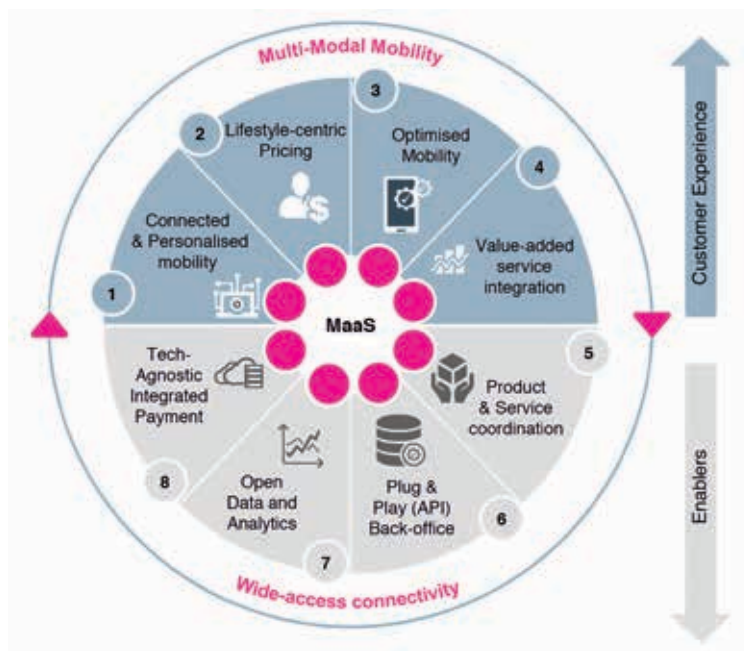 Multi-Modal Mobility
1
Connected
& Personalised
mobility
2
Lifestyle-centric
Pricing
3
Optimised
Mobility
4
Value-added
service
integration
MaaS
5
Product
& Service
coordination
6
Plug &
Play (API)
Back-office
7
Open
Data and
Analytics
8
Tech-
Agnostic
Integrated
Payment
Wide-access connectivity
Customer Experience
Enablers